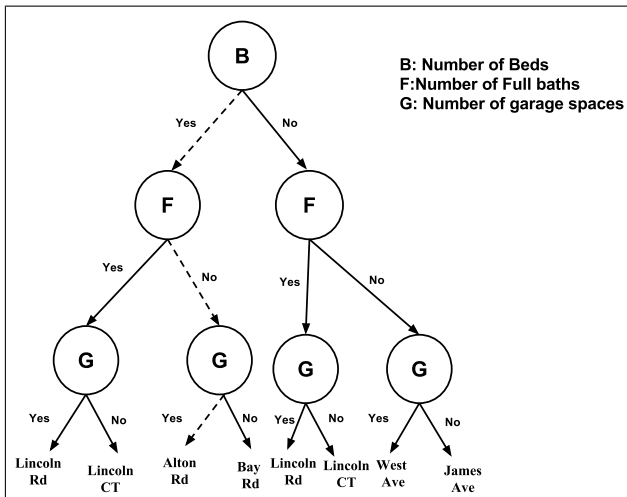 B
B: Number of Beds
F:Number of Full baths
G: Number of garage spaces
Yes
No
F
F
Yes
No
Yes
No
G
G
G
G
Yes
No
Yes
No
Yes
No
Yes
No
Lincoln
Rd
Lincoln
CT
Alton
Rd
Bay
Rd
Lincoln
Rd
Lincoln
CT
West
Ave
James
Ave